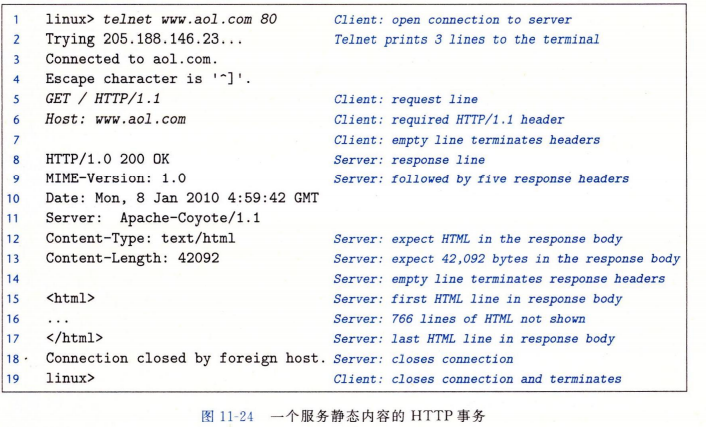 1 linux> telnet www.aol.com 80 Client: open connection to server
2 Trying 205.188.146.23... Telnet prints 3 lines to the terminal
3 Connected to aol.com.
4 Escape character is '^]'.
5 GET / HTTP/1.1 Client: request line
6 Host: www.aol.com Client: required HTTP/1.1 header
7 Client: empty line terminates headers
8 HTTP/1.0 200 OK Server: response line
9 MIME-Version: 1.0 Server: followed by five response headers
10 Date: Mon, 8 Jan 2010 4:59:42 GMT
11 Server: Apache-Coyote/1.1
12 Content-Type: text/html Server: expect HTML in the response body
13 Content-Length: 42092 Server: expect 42,092 bytes in the response body
14 Server: empty line terminates response headers
15 <html> Server: first HTML line in response body
16 ... Server: 766 lines of HTML not shown
17 </html> Server: last HTML line in response body
18 Connection closed by foreign host. Server: closes connection
19 linux> Client: closes connection and terminates
图 11-24 一个服务静态内容的 HTTP 事务